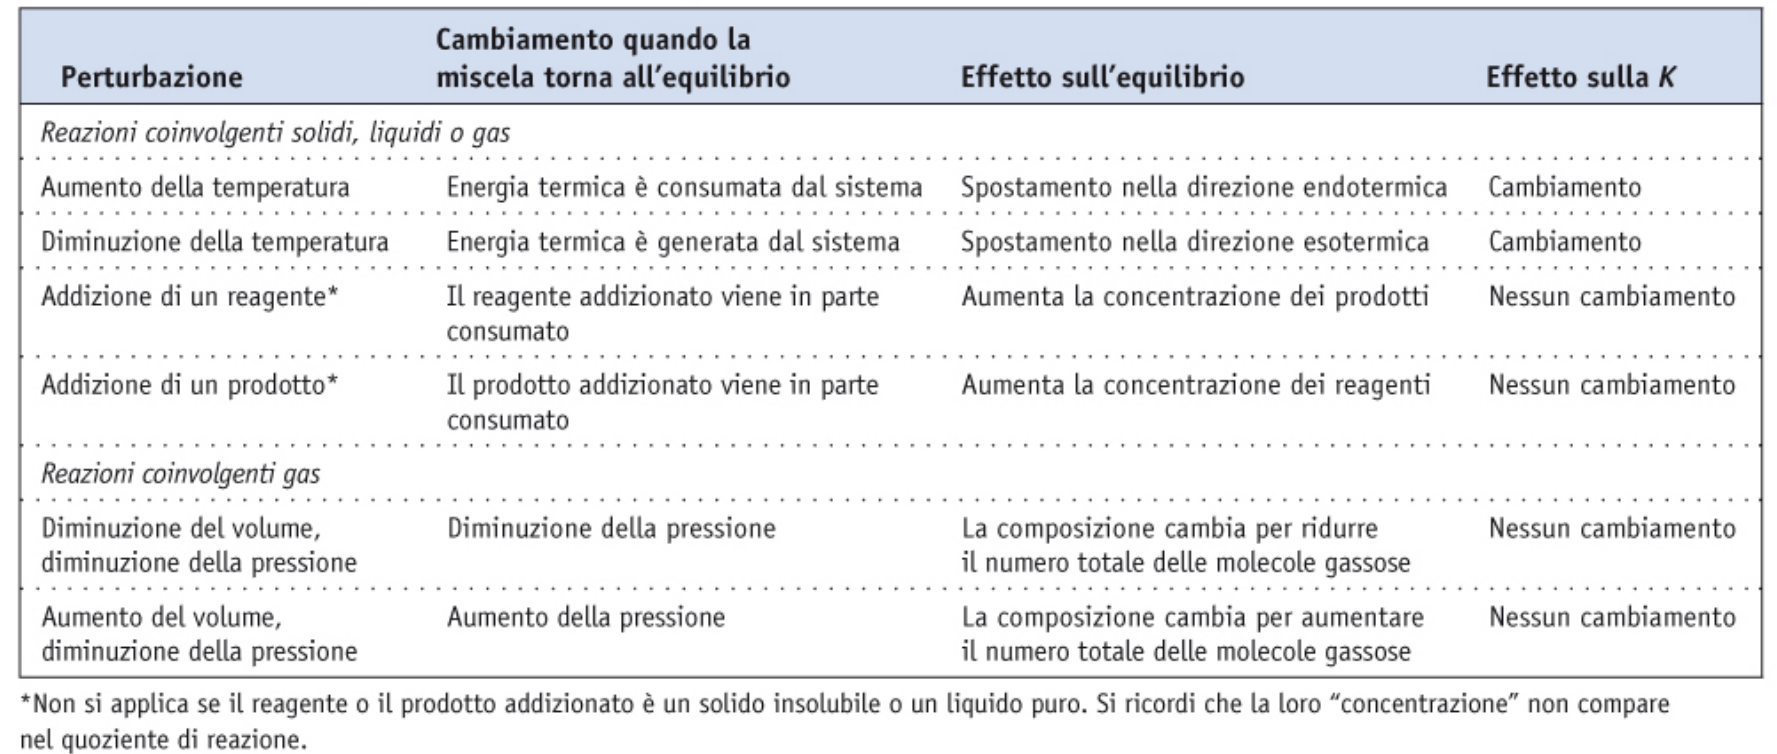 Perturbazione
Cambiamento quando la
miscela torna all'equilibrio
Effetto sull'equilibrio
Effetto sulla K
Reazioni coinvolgenti solidi, liquidi o gas
Aumento della temperatura
Energia termica è consumata dal sistema
Spostamento nella direzione endotermica
Cambiamento
Diminuzione della temperatura
Energia termica è generata dal sistema
Spostamento nella direzione esotermica
Cambiamento
Addizione di un reagente*
Il reagente addizionato viene in parte
consumato
Aumenta la concentrazione dei prodotti
Nessun cambiamento
Addizione di un prodotto*
Il prodotto addizionato viene in parte
consumato
Aumenta la concentrazione dei reagenti
Nessun cambiamento
Reazioni coinvolgenti gas
Diminuzione del volume,
diminuzione della pressione
Diminuzione della pressione
La composizione cambia per ridurre
il numero totale delle molecole gassose
Nessun cambiamento
Aumento del volume,
diminuzione della pressione
Aumento della pressione
La composizione cambia per aumentare
il numero totale delle molecole gassose
Nessun cambiamento
*Non si applica se il reagente o il prodotto addizionato è un solido insolubile o un liquido puro. Si ricordi che la loro “concentrazione” non compare
nel quoziente di reazione.